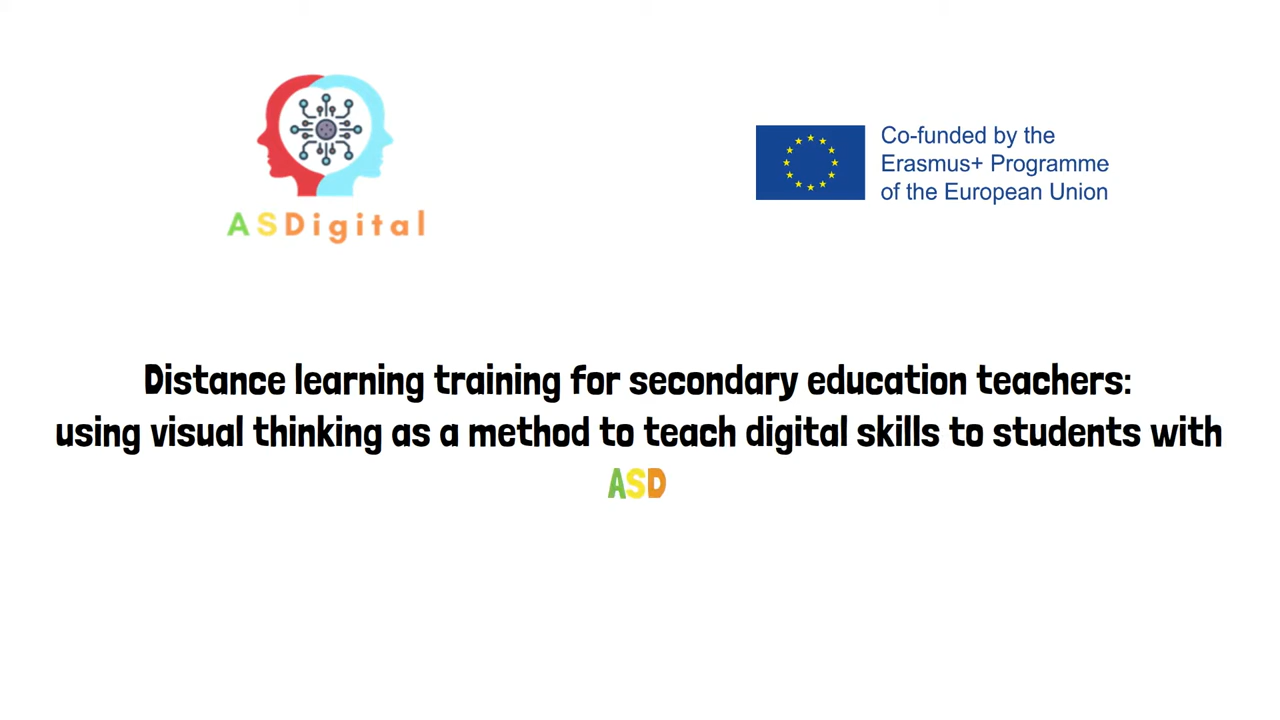 ASDigital
Co-funded by the
Erasmus+ Programme
of the European Union
Distance learning training for secondary education teachers:
using visual thinking as a method to teach digital skills to students with
ASD